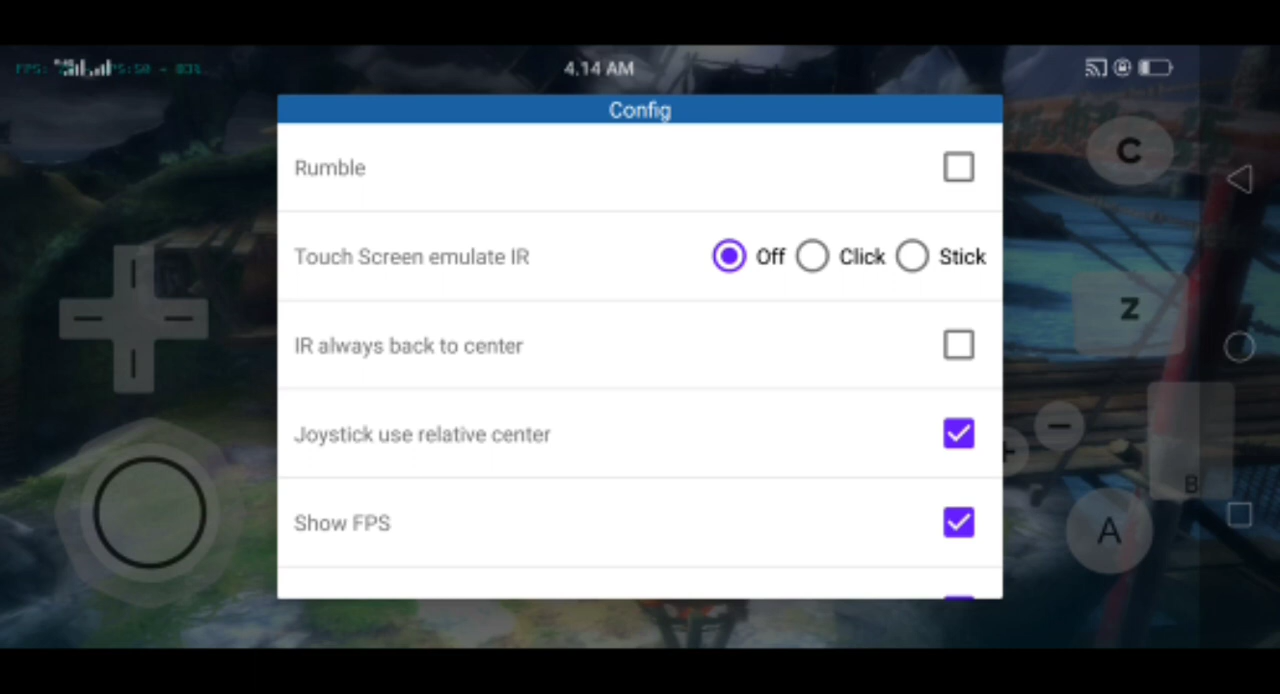 4.14 AM
Config
Rumble
C
Touch Screen emulate IR Off Click Stick
Z
IR always back to center
Joystick use relative center
B
Show FPS
A